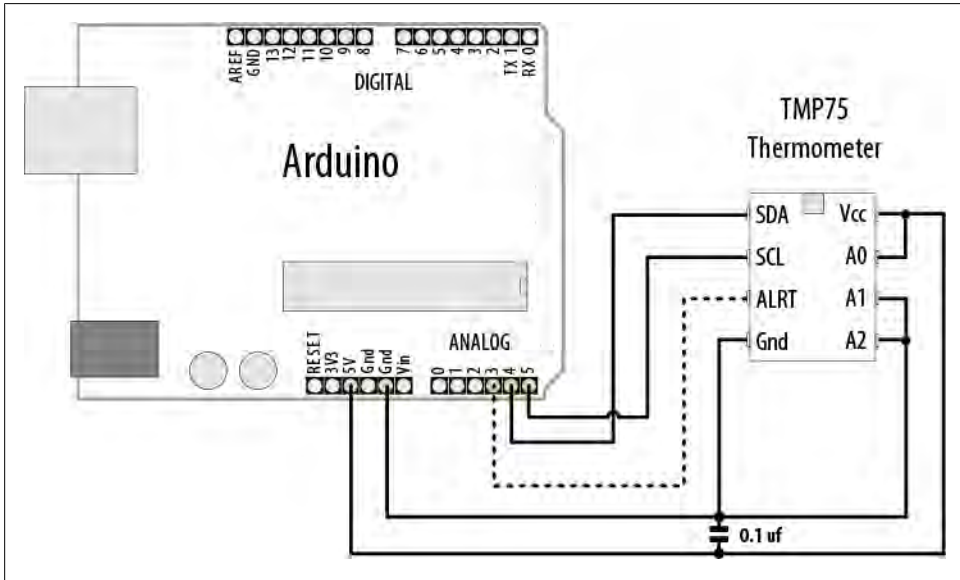 AREF
GND
13
12
11
10
9
8
7
6
5
4
3
2
TX 1
RX 0
DIGITAL
Arduino
TMP75
Thermometer
SDA
Vcc
SCL
A0
ALRT
A1
Gnd
A2
RESET
3V3
5V
Gnd
Gnd
Vin
ANALOG
0
1
2
3
4
5
0.1 uf